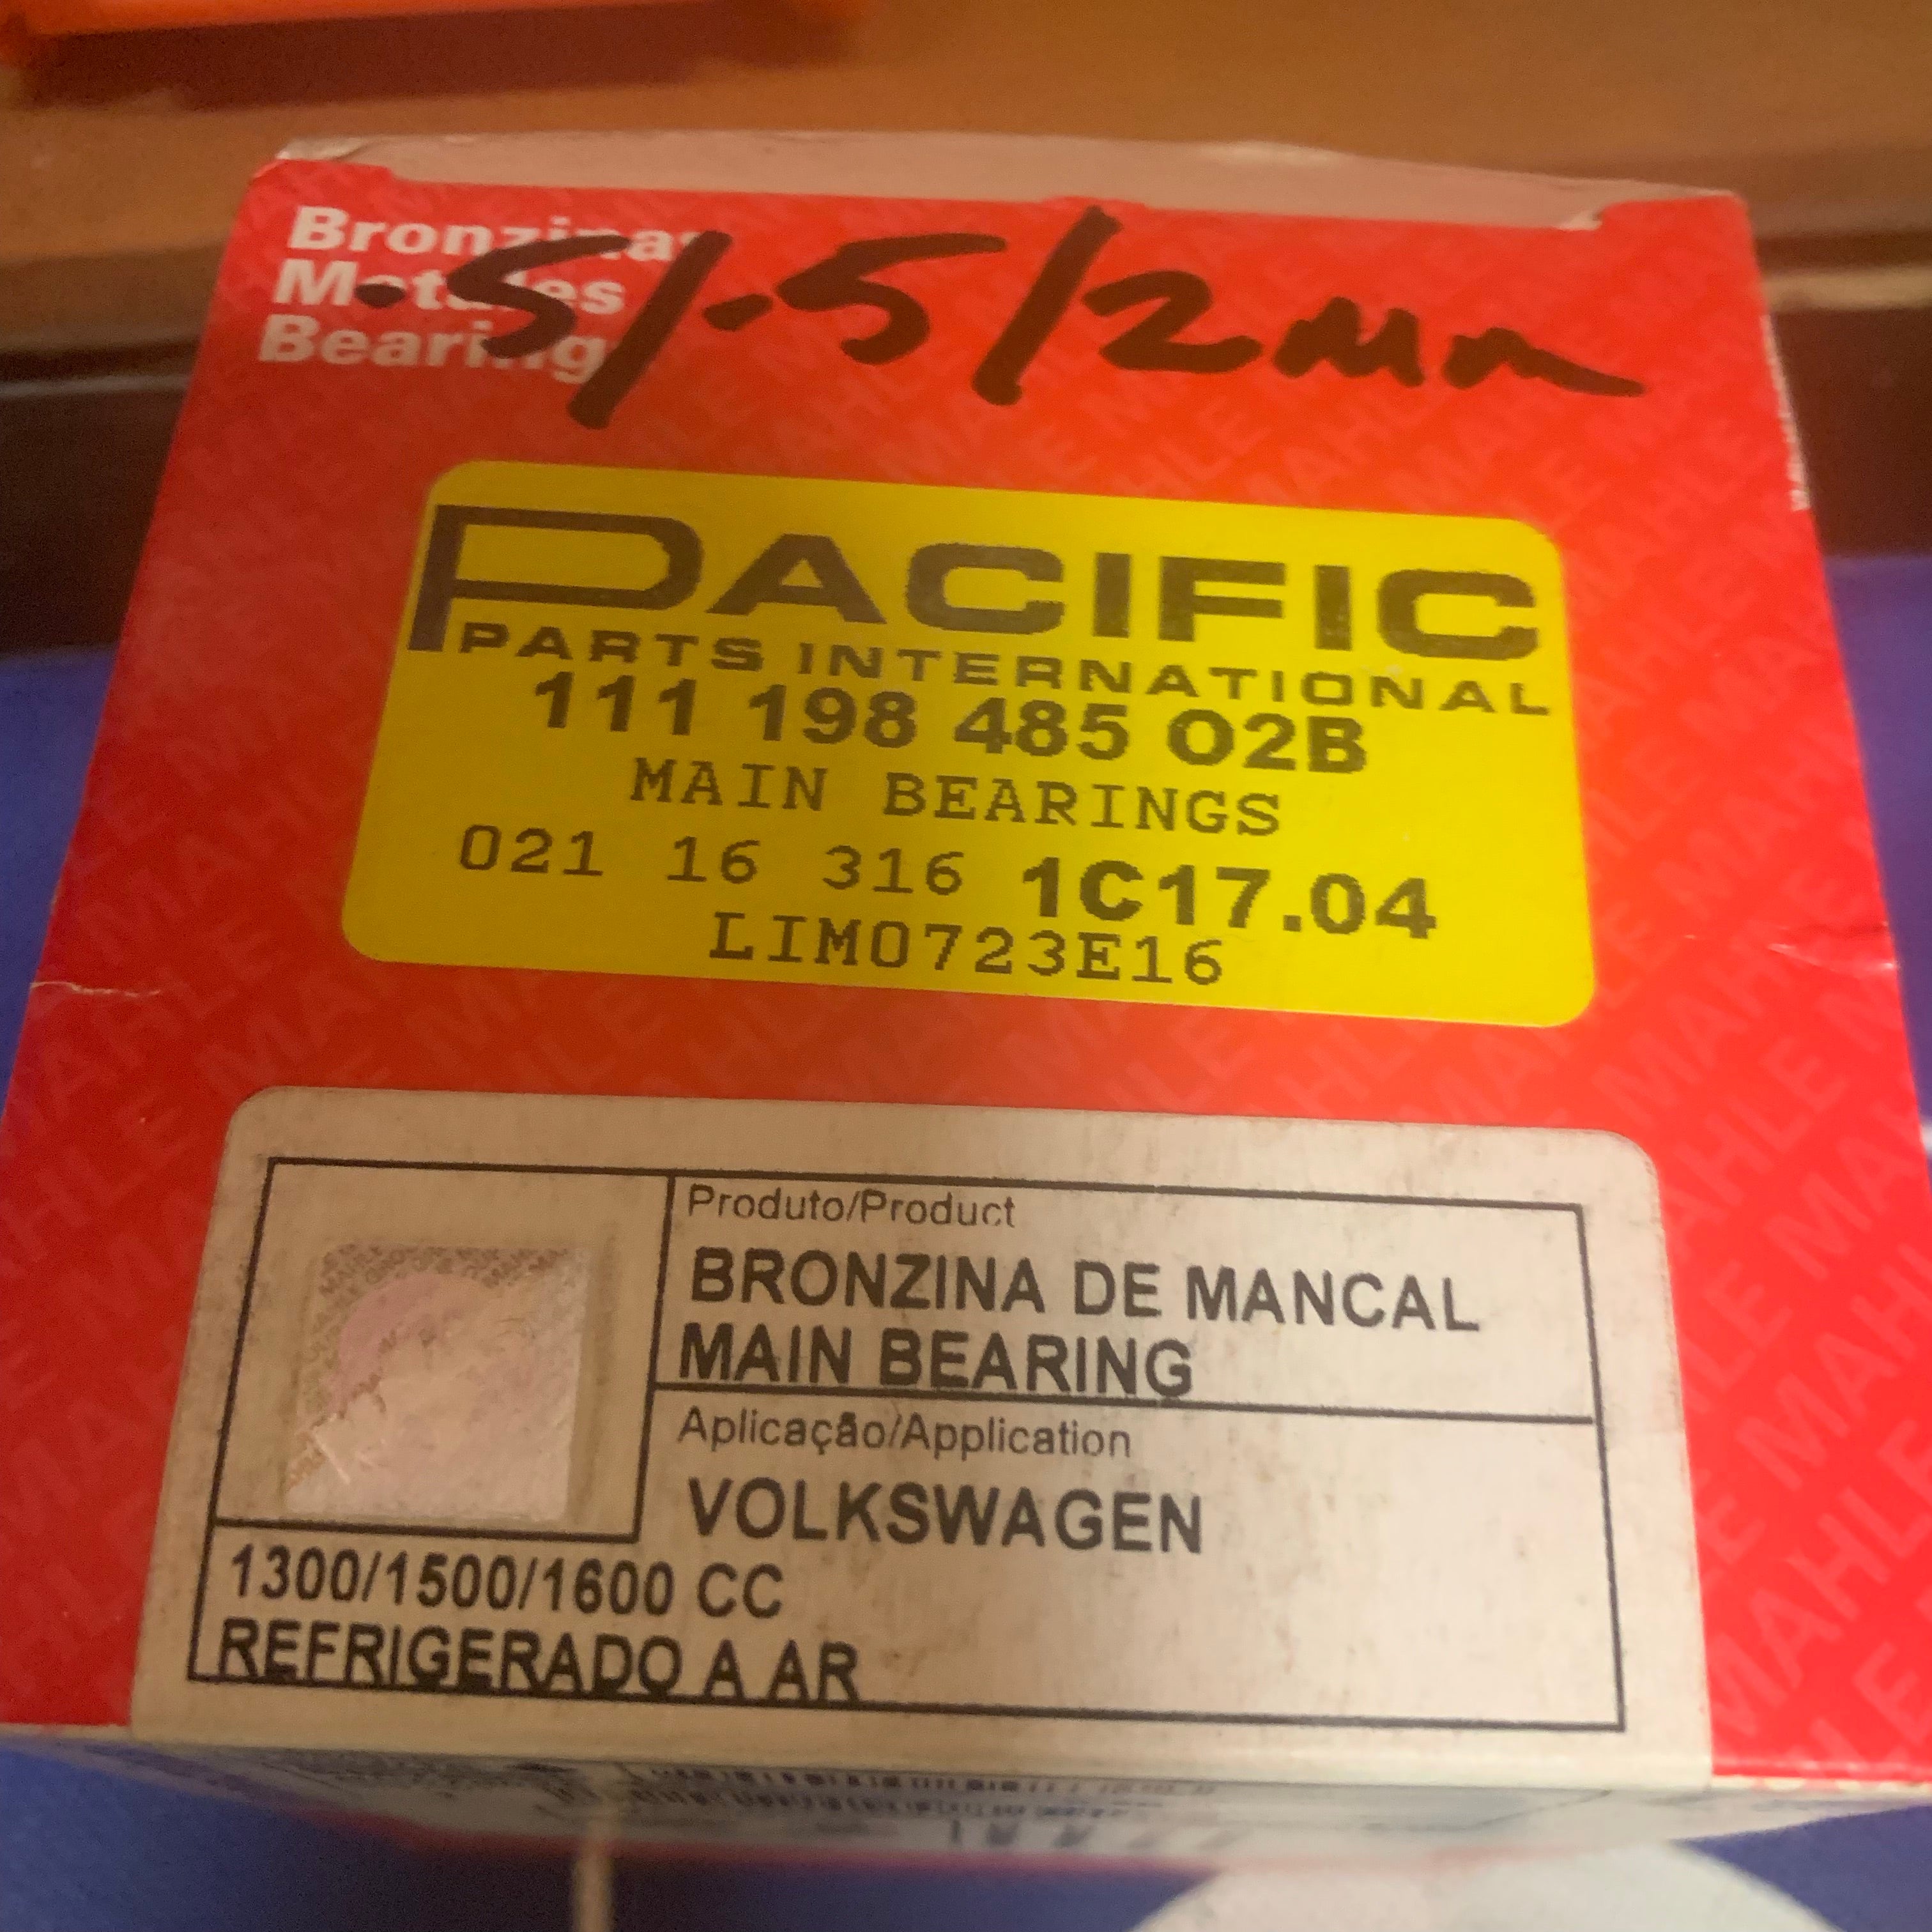 Bronzinas
Metales
Bearings
.5/.5/2mm
PACIFIC
PARTS INTERNATIONAL
111 198 485 02B
MAIN BEARINGS
021 16 316 1C17.04
LIM0723E16
Produto/Product
BRONZINA DE MANCAL
MAIN BEARING
Aplicação/Application
VOLKSWAGEN
1300/1500/1600 CC
REFRIGERADO A AR